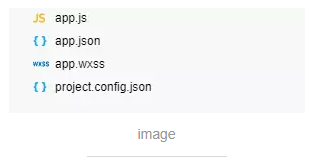 JS app.js
{ } app.json
wxss app.wxss
{ } project.config.json
image